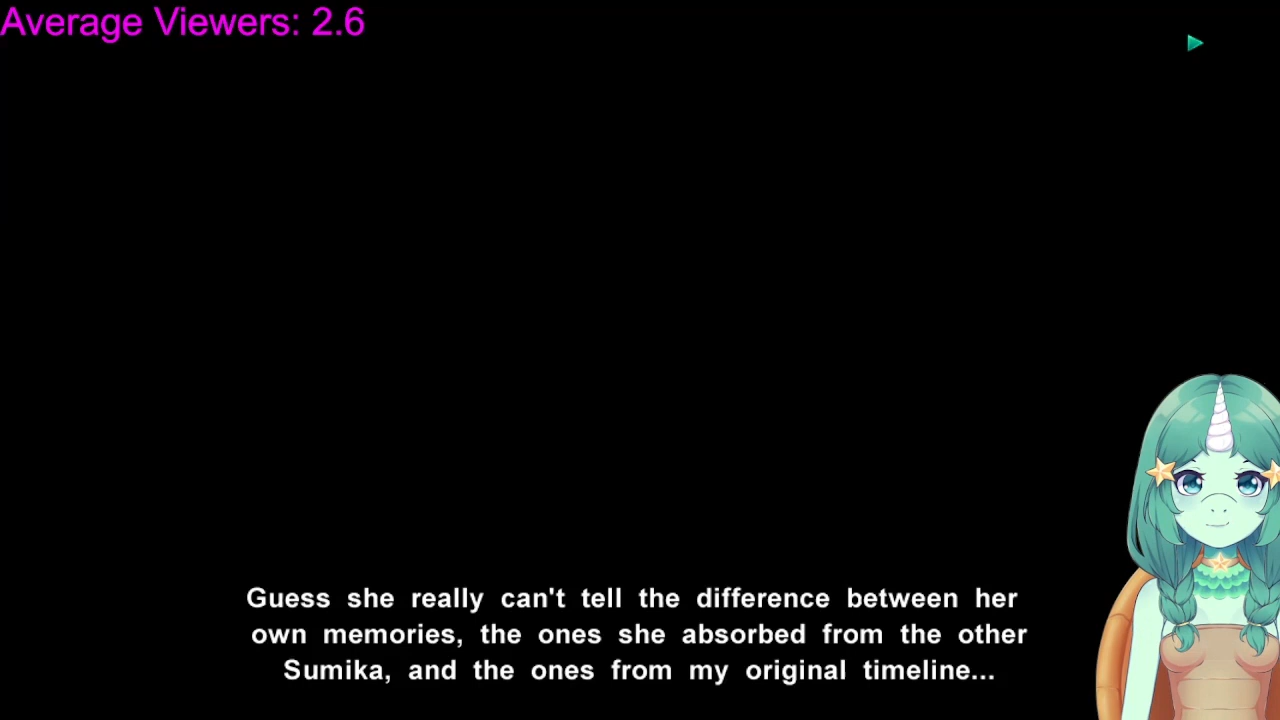 Average Viewers: 2.6
Guess she really can't tell the difference between her
own memories, the ones she absorbed from the other
Sumika, and the ones from my original timeline...